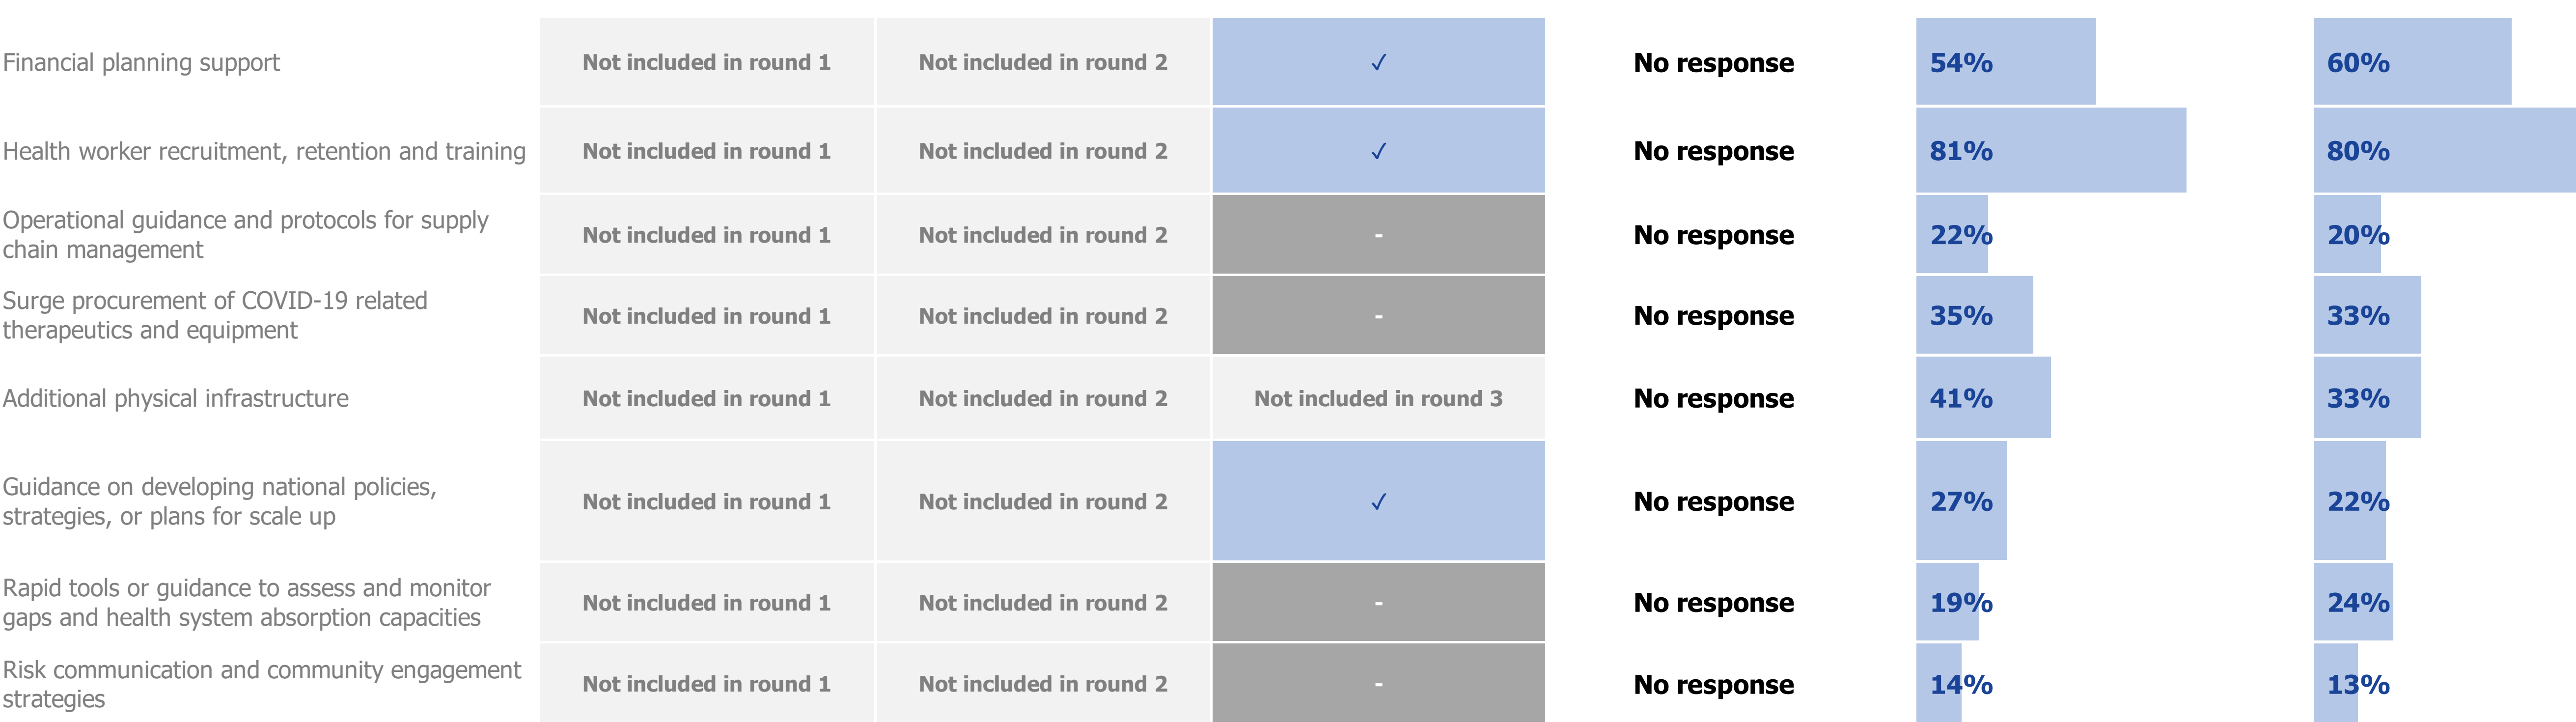 Financial planning support Not included in round 1 Not included in round 2 ✓ No response 54% 60%
Health worker recruitment, retention and training Not included in round 1 Not included in round 2 ✓ No response 81% 80%
Operational guidance and protocols for supply
chain management Not included in round 1 Not included in round 2 - No response 22% 20%
Surge procurement of COVID-19 related
therapeutics and equipment Not included in round 1 Not included in round 2 - No response 35% 33%
Additional physical infrastructure Not included in round 1 Not included in round 2 Not included in round 3 No response 41% 33%
Guidance on developing national policies,
strategies, or plans for scale up Not included in round 1 Not included in round 2 ✓ No response 27% 22%
Rapid tools or guidance to assess and monitor
gaps and health system absorption capacities Not included in round 1 Not included in round 2 - No response 19% 24%
Risk communication and community engagement
strategies Not included in round 1 Not included in round 2 - No response 14% 13%